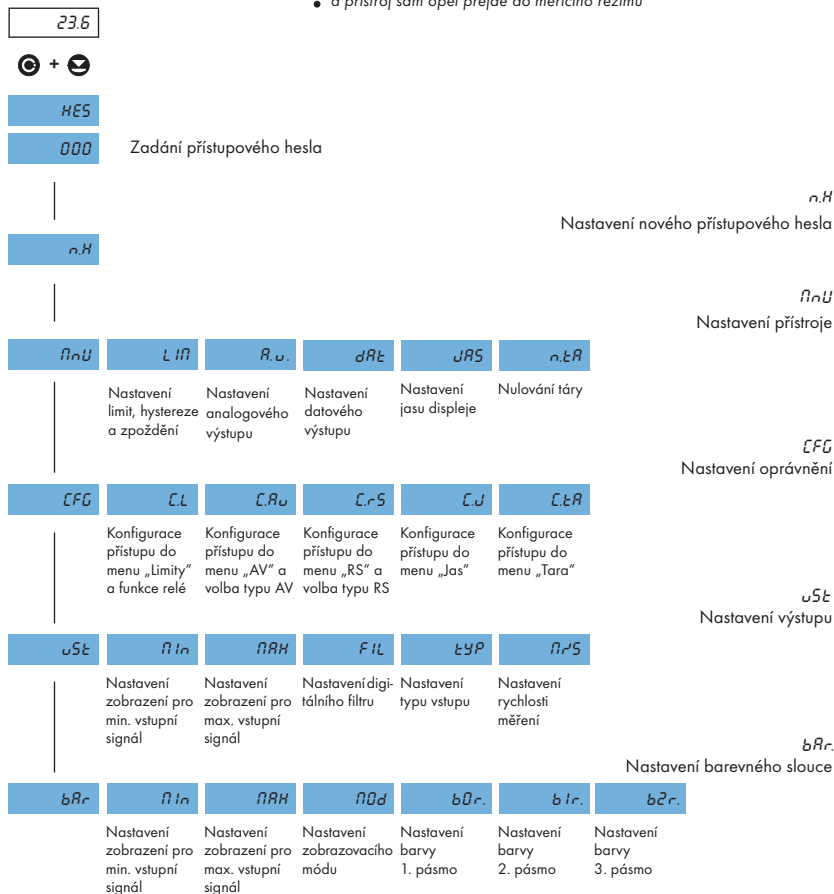 a přístroj sám opět přejde do měřicího režimu
23.6
+
HES
000
Zadání přístupového hesla
n.H
Nastavení nového přístupového hesla
n.H
MnU
Nastavení přístroje
MnU LIM A.v. dAt JAS n.tA
Nastavení limit, hystereze a zpoždění
Nastavení analogového výstupu
Nastavení datového výstupu
Nastavení jasu displeje
Nulování táry
CFG
Nastavení oprávnění
CFG C.L C.Av C.rS C.J C.tA
Konfigurace přístupu do menu „Limity" a funkce relé
Konfigurace přístupu do menu „AV" a volba typu AV
Konfigurace přístupu do menu „RS" a volba typu RS
Konfigurace přístupu do menu „Jas"
Konfigurace přístupu do menu „Tara"
vSt
Nastavení výstupu
vSt MIn MAH FIL tYP M/S
Nastavení zobrazení pro min. vstupní signál
Nastavení zobrazení pro max. vstupní signál
Nastavení digi-tálního filtru
Nastavení typu vstupu
Nastavení rychlosti měření
bAr.
Nastavení barevného slouce
bAr MIn MAH MOd b0r. b1r. b2r.
Nastavení zobrazení pro min. vstupní signál
Nastavení zobrazení pro max. vstupní signál
Nastavení zobrazovacího módu
Nastavení barvy 1. pásmo
Nastavení barvy 2. pásmo
Nastavení barvy 3. pásmo